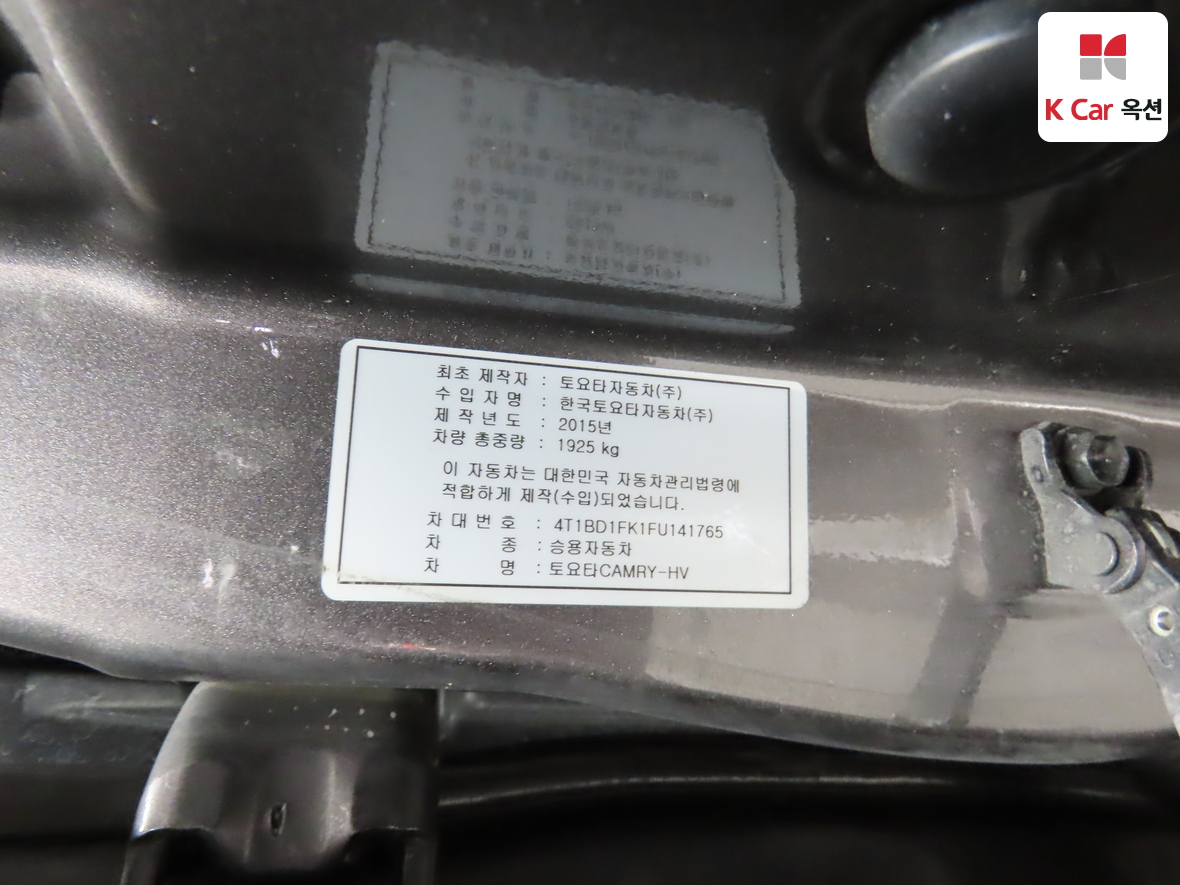 K Car 옥션
최초 제작자 : 토요타자동차(주)
수 입 자 명 : 한국토요타자동차(주)
제 작 년 도 : 2015년
차량 총중량 : 1925 kg
이 자동차는 대한민국 자동차관리법령에
적합하게 제작(수입)되었습니다.
차 대 번 호 : 4T1BD1FK1FU141765
차 종 : 승용자동차
차 명 : 토요타CAMRY-HV